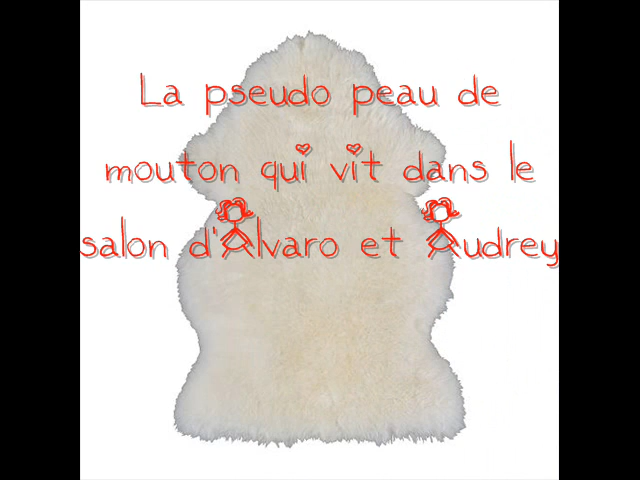 La pseudo peau de
mouton qui vit dans le
salon d'Alvaro et Audrey